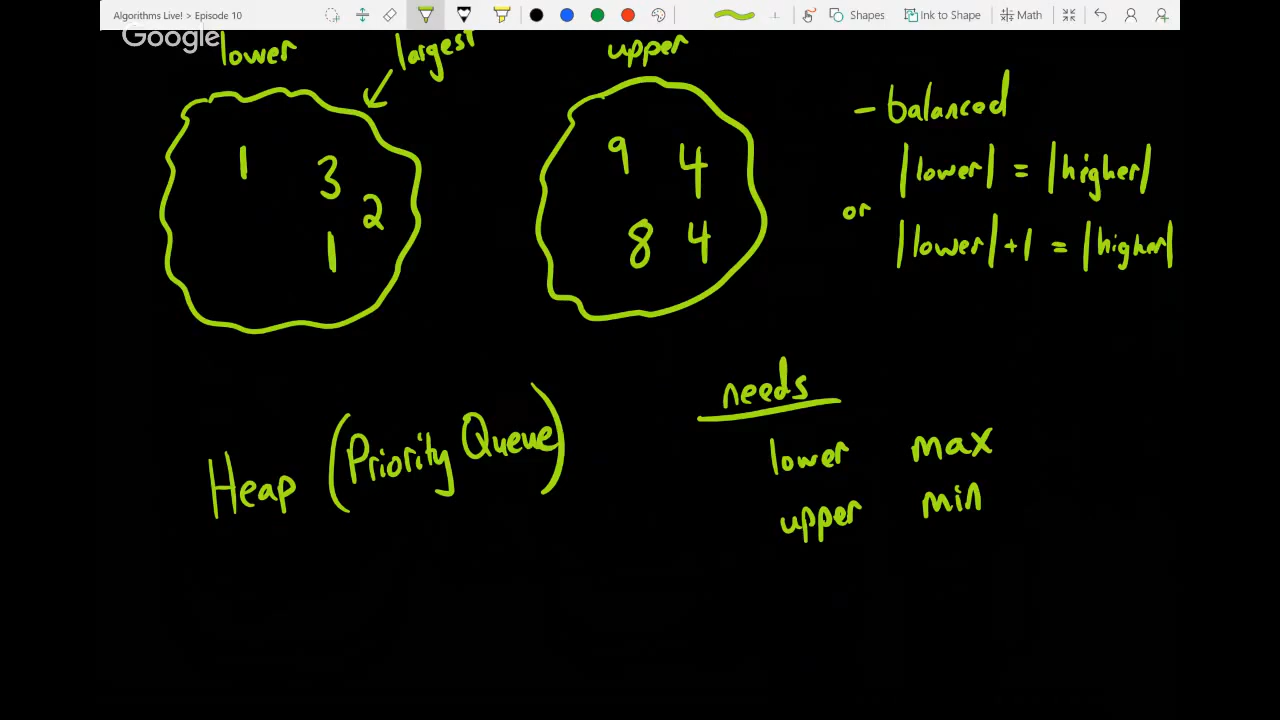 Algorithms Live! > Episode 10
Shapes
Ink to Shape
Math
Google
lower
largest
upper
1 3
2
1
9 4
8 4
- balanced
|lower| = |higher|
or
|lower| + 1 = |higher|
needs
lower max
upper min
Heap (Priority Queue)